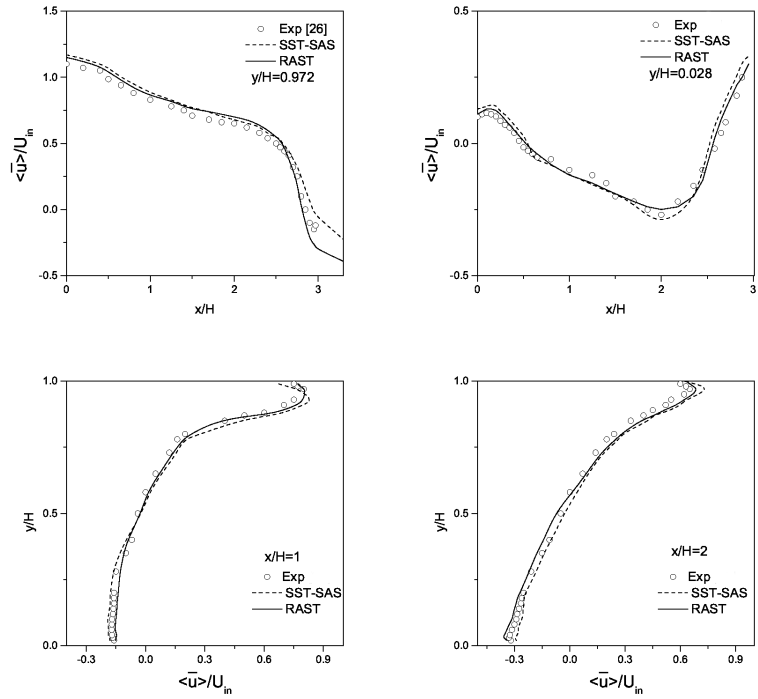 1.5
1.0
0.5
0.0
-0.5
<u̅>/U_in
0
1
2
3
x/H
Exp [26]
SST-SAS
RAST
y/H=0.972
0.5
0.0
-0.5
<u̅>/U_in
0
1
2
3
x/H
Exp
SST-SAS
RAST
y/H=0.028
1.0
0.5
0.0
y/H
-0.3
0.0
0.3
0.6
0.9
<u̅>/U_in
x/H=1
Exp
SST-SAS
RAST
1.0
0.5
0.0
y/H
-0.3
0.0
0.3
0.6
0.9
<u̅>/U_in
x/H=2
Exp
SST-SAS
RAST